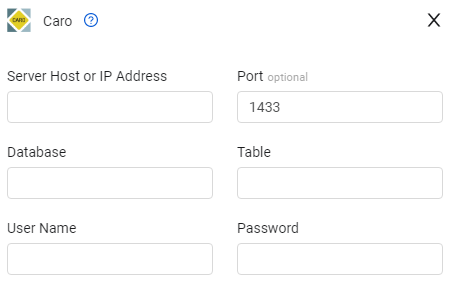 CARO Caro ?
Server Host or IP Address
Port optional
1433
Database
Table
User Name
Password